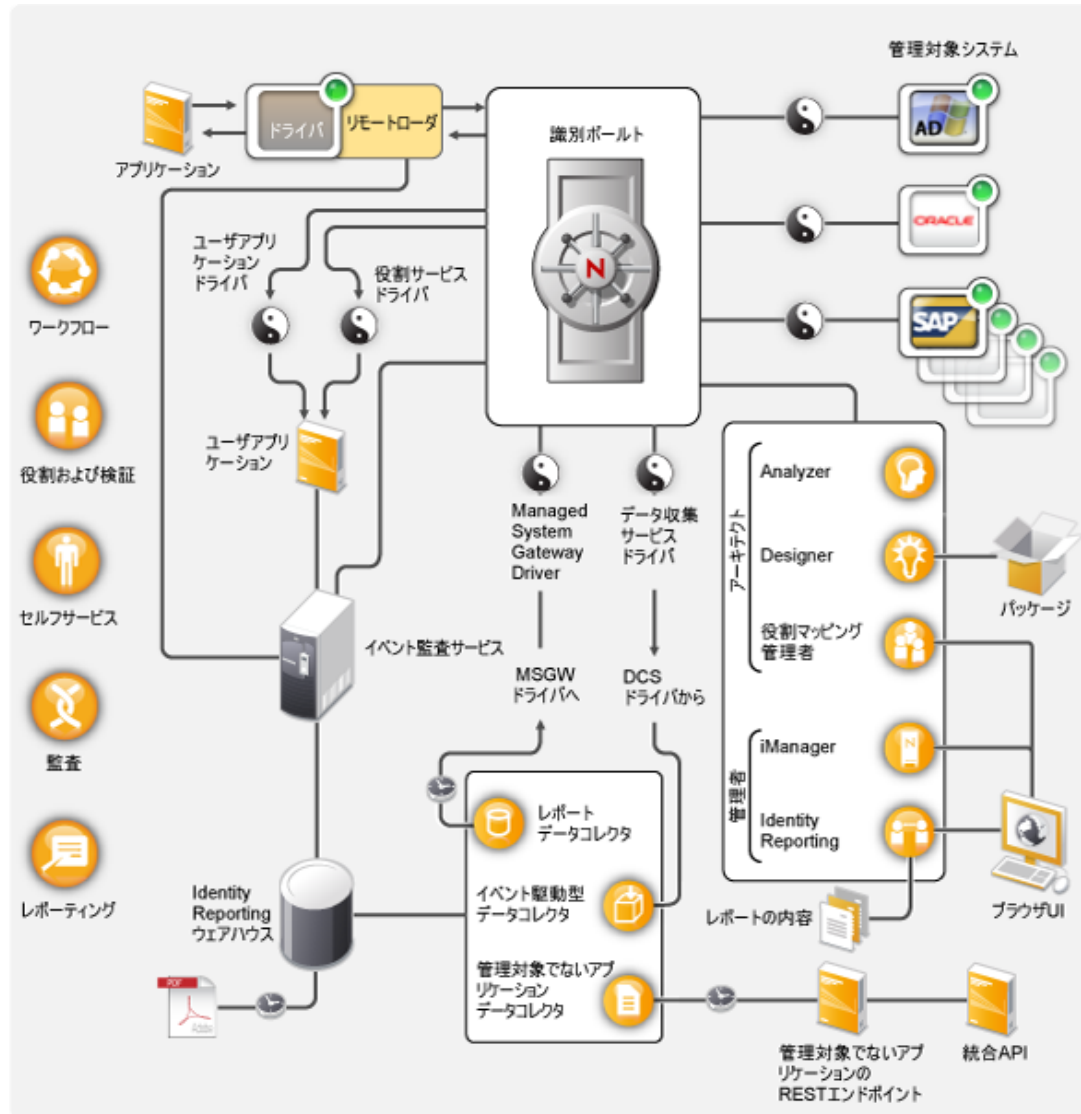 管理対象システム
ドライバ
リモートローダ
アプリケーション
識別ボールト
AD
ORACLE
SAP
N
ユーザアプリ
ケーション
ドライバ
役割サービス
ドライバ
ワークフロー
役割および検証
セルフサービス
監査
レポーティング
ユーザアプリ
ケーション
Managed
System
Gateway
Driver
データ収集
サービス
ドライバ
アーキテクト
Analyzer
Designer
役割マッピング
管理者
パッケージ
イベント監査サービス
MSGW
ドライバへ
DCS
ドライバから
管理者
iManager
N
Identity
Reporting
ブラウザUI
レポート
データコレクタ
イベント駆動型
データコレクタ
管理対象でないアプ
リケーション
データコレクタ
Identity
Reporting
ウェアハウス
PDF
Adobe
レポートの内容
管理対象でないアプ
リケーションの
RESTエンドポイント
統合API